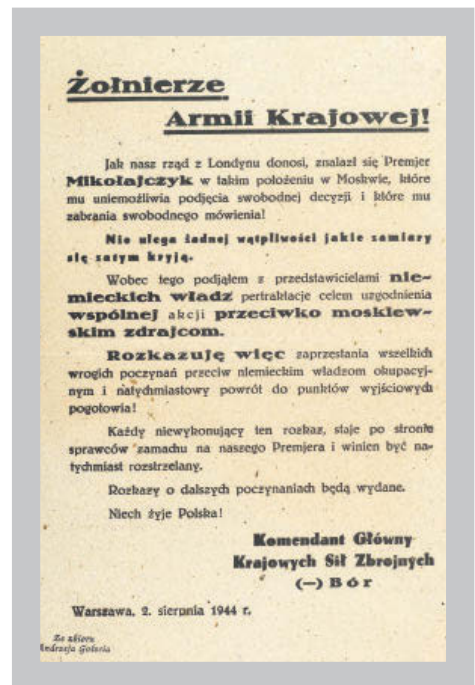 Żołnierze
Armii Krajowej!
Jak nasz rząd z Londynu donosi, znalazł się Premjer
Mikołajczyk w takim położeniu w Moskwie, które
mu uniemożliwia podjęcia swobodnej decyzji i które mu
zabrania swobodnego mówienia!
Nie ulega żadnej wątpliwości jakie zamiary
się zatym kryją.
Wobec tego podjąłem z przedstawicielami nie-
mieckich władz pertraktacje celem uzgodnienia
wspólnej akcji przeciwko moskiew-
skim zdrajcom.
Rozkazuję więc zaprzestania wszelkich
wrogich poczynań przeciw niemieckim władzom okupacyj-
nym i natychmiastowy powrót do punktów wyjściowych
pogotowia!
Każdy niewykonujący ten rozkaz, staje po stronie
sprawców zamachu na naszego Premjera i winien być na-
tychmiast rozstrzelany.
Rozkazy o dalszych poczynaniach będą wydane.
Niech żyje Polska!
Komendant Główny
Krajowych Sił Zbrojnych
(—) Bór
Warszawa, 2. sierpnia 1944 r.
Ze zbioru